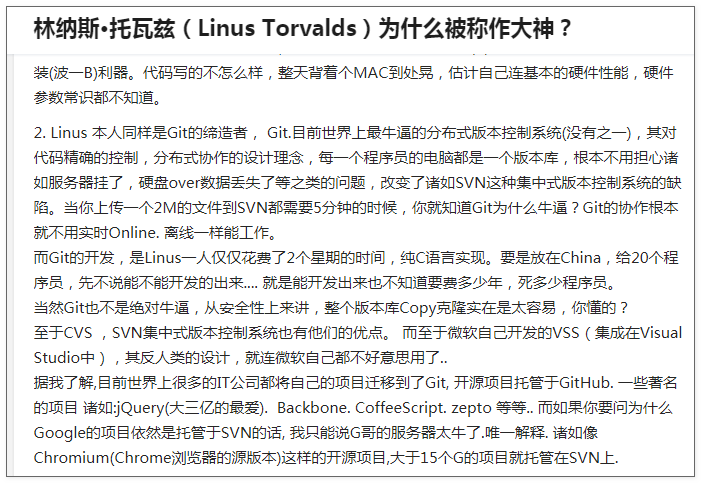 林纳斯•托瓦兹（Linus Torvalds）为什么被称作大神？
装(波一B)利器。代码写的不怎么样，整天背着个MAC到处晃，估计自己连基本的硬件性能，硬件
参数常识都不知道。
2. Linus 本人同样是Git的缔造者， Git.目前世界上最牛逼的分布式版本控制系统(没有之一)，其对
代码精确的控制，分布式协作的设计理念，每一个程序员的电脑都是一个版本库，根本不用担心诸
如服务器挂了，硬盘over数据丢失了等之类的问题，改变了诸如SVN这种集中式版本控制系统的缺
陷。当你上传一个2M的文件到SVN都需要5分钟的时候，你就知道Git为什么牛逼？Git的协作根本
就不用实时Online. 离线一样能工作。
而Git的开发，是Linus一人仅仅花费了2个星期的时间，纯C语言实现。要是放在China，给20个程
序员，先不说能不能开发的出来.... 就是能开发出来也不知道要费多少年，死多少程序员。
当然Git也不是绝对牛逼，从安全性上来讲，整个版本库Copy克隆实在是太容易，你懂的？
至于CVS ，SVN集中式版本控制系统也有他们的优点。 而至于微软自己开发的VSS（集成在Visual
Studio中），其反人类的设计，就连微软自己都不好意思用了..
据我了解,目前世界上很多的IT公司都将自己的项目迁移到了Git, 开源项目托管于GitHub. 一些著名
的项目 诸如:jQuery(大三亿的最爱).  Backbone. CoffeeScript. zepto 等等.. 而如果你要问为什么
Google的项目依然是托管于SVN的话, 我只能说G哥的服务器太牛了.唯一解释. 诸如像
Chromium(Chrome浏览器的源版本)这样的开源项目,大于15个G的项目就托管在SVN上.